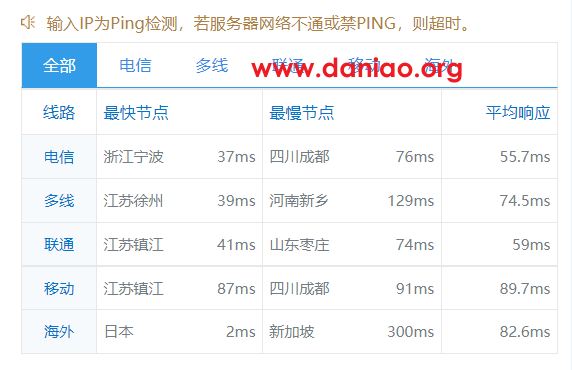 输入IP为Ping检测，若服务器网络不通或禁PING，则超时。
全部 电信 多线 联通 移动 海外
www.daniao.org
线路 最快节点 最慢节点 平均响应
电信 浙江宁波 37ms 四川成都 76ms 55.7ms
多线 江苏徐州 39ms 河南新乡 129ms 74.5ms
联通 江苏镇江 41ms 山东枣庄 74ms 59ms
移动 江苏镇江 87ms 四川成都 91ms 89.7ms
海外 日本 2ms 新加坡 300ms 82.6ms